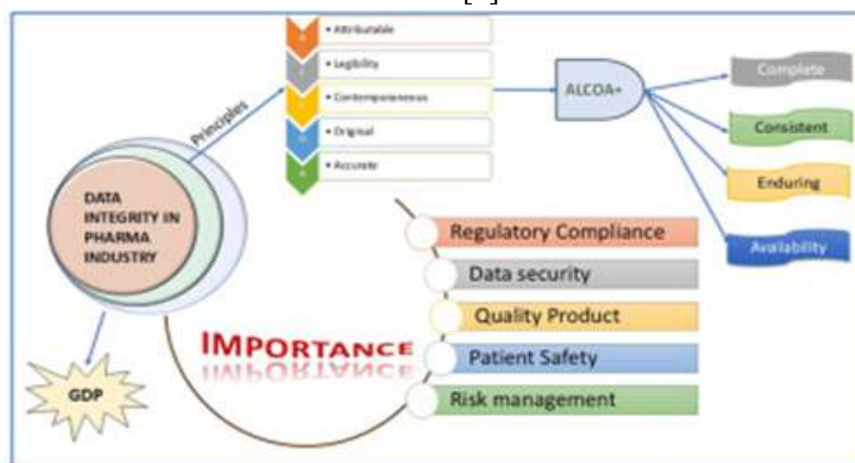 • Attributable
• Legibility
• Contemporaneous
• Original
• Accurate
Principles
ALCOA+
Complete
Consistent
Enduring
Availability
DATA
INTEGRITY IN
PHARMA
INDUSTRY
GDP
IMPORTANCE
Regulatory Compliance
Data security
Quality Product
Patient Safety
Risk management